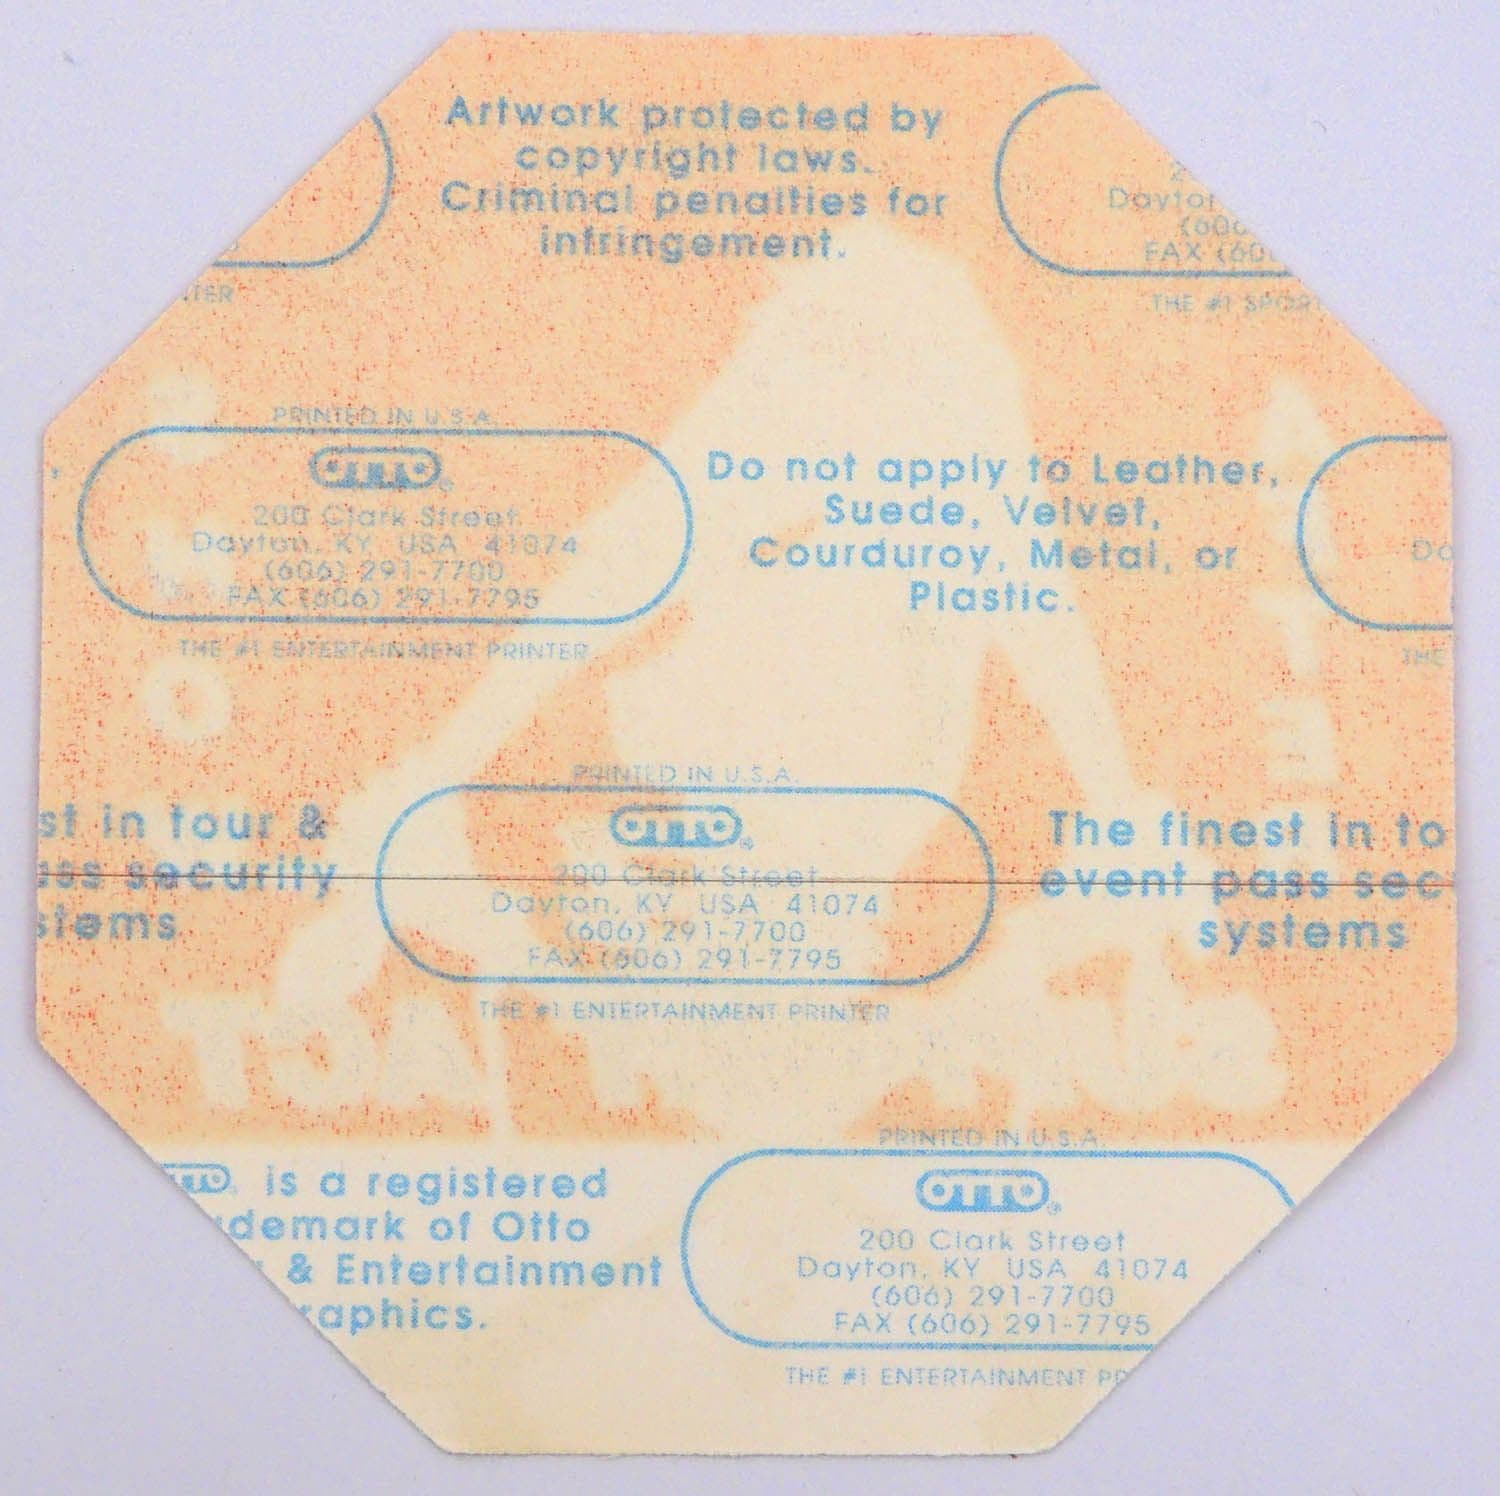 Artwork protected by
copyright laws.
Criminal penalties for
infringement.
FAX
THE #1
PRINTED IN U.S.A.
OTTO®
200 Clark Street
Dayton, KY USA 41074
(606) 291-7700
FAX (606) 291-7795
THE #1 ENTERTAINMENT PRINTER
Do not apply to Leather,
Suede, Velvet,
Courduroy, Metal, or
Plastic.
THE
st in tour &
security
PRINTED IN U.S.A.
OTTO®
200 Clark Street
Dayton, KY USA 41074
(606) 291-7700
FAX (606) 291-7795
THE #1 ENTERTAINMENT PRINTER
The finest in to
event pass sec
systems
is a registered
demark of Otto
& Entertainment
raphics.
PRINTED IN U.S.A.
OTTO®
200 Clark Street
Dayton, KY USA 41074
(606) 291-7700
FAX (606) 291-7795
THE #1 ENTERTAINMENT